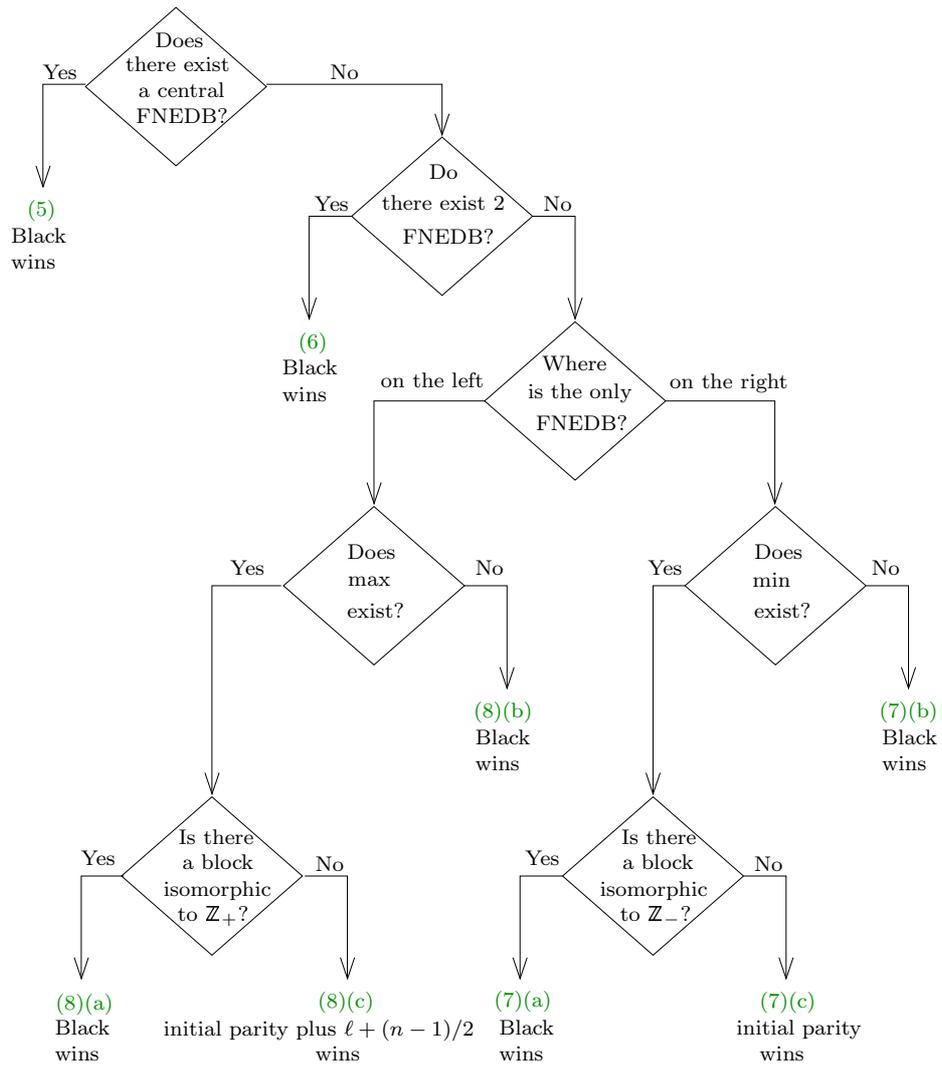 Does
there exist
a central
FNEDB?
Yes
No
(5)
Black
wins
Do
there exist 2
FNEDB?
Yes
No
(6)
Black
wins
Where
is the only
FNEDB?
on the left
on the right
Does
max
exist?
Yes
No
Does
min
exist?
Yes
No
(8)(b)
Black
wins
(7)(b)
Black
wins
Is there
a block
isomorphic
to ℤ₊?
Yes
No
Is there
a block
isomorphic
to ℤ₋?
Yes
No
(8)(a)
Black
wins
(8)(c)
initial parity plus ℓ + (n − 1)/2
wins
(7)(a)
Black
wins
(7)(c)
initial parity
wins